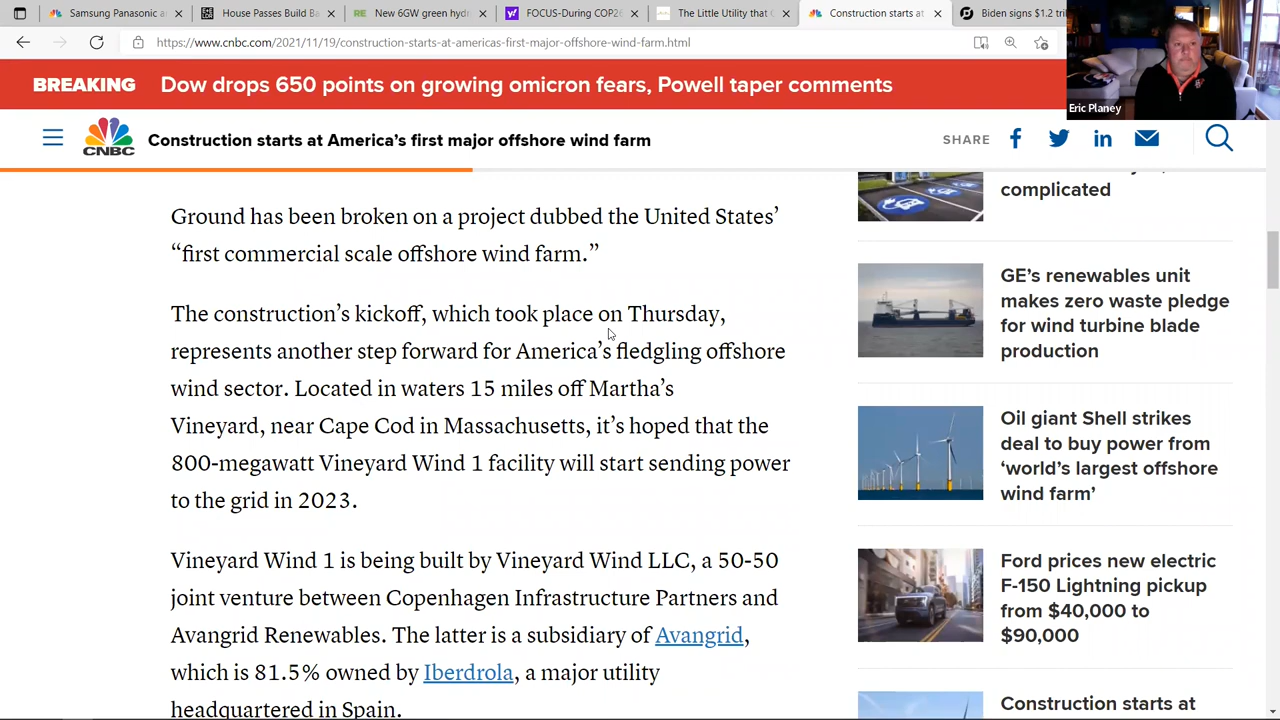 Samsung Panasonic a
House Passes Build Ba
New 6GW green hydr
FOCUS-During COP26
The Little Utility that
Construction starts at
Biden signs $1.2 tri
https://www.cnbc.com/2021/11/19/construction-starts-at-americas-first-major-offshore-wind-farm.html
BREAKING Dow drops 650 points on growing omicron fears, Powell taper comments
Eric Planey
CNBC
Construction starts at America’s first major offshore wind farm
SHARE
Ground has been broken on a project dubbed the United States’
“first commercial scale offshore wind farm.”
The construction’s kickoff, which took place on Thursday,
represents another step forward for America’s fledgling offshore
wind sector. Located in waters 15 miles off Martha’s
Vineyard, near Cape Cod in Massachusetts, it’s hoped that the
800-megawatt Vineyard Wind 1 facility will start sending power
to the grid in 2023.
Vineyard Wind 1 is being built by Vineyard Wind LLC, a 50-50
joint venture between Copenhagen Infrastructure Partners and
Avangrid Renewables. The latter is a subsidiary of Avangrid,
which is 81.5% owned by Iberdrola, a major utility
headquartered in Spain.
complicated
GE’s renewables unit
makes zero waste pledge
for wind turbine blade
production
Oil giant Shell strikes
deal to buy power from
‘world’s largest offshore
wind farm’
Ford prices new electric
F-150 Lightning pickup
from $40,000 to
$90,000
Construction starts at